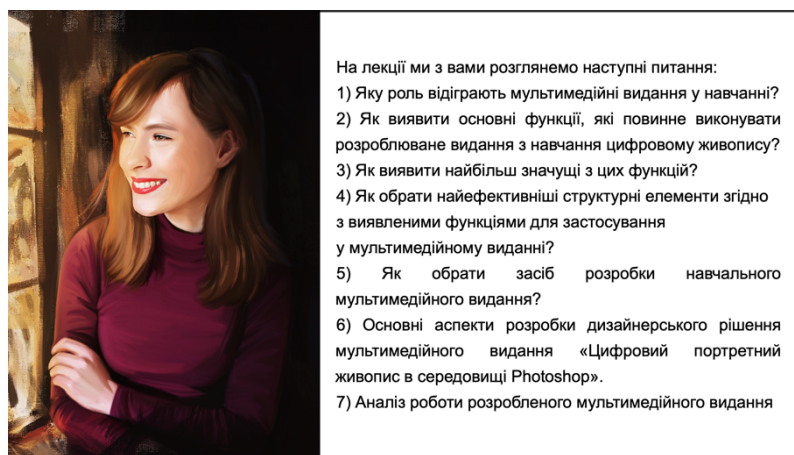 На лекції ми з вами розглянемо наступні питання:
1) Яку роль відіграють мультимедійні видання у навчанні?
2) Як виявити основні функції, які повинне виконувати
розроблюване видання з навчання цифровому живопису?
3) Як виявити найбільш значущі з цих функцій?
4) Як обрати найефективніші структурні елементи згідно
з виявленими функціями для застосування
у мультимедійному виданні?
5) Як обрати засіб розробки навчального
мультимедійного видання?
6) Основні аспекти розробки дизайнерського рішення
мультимедійного видання «Цифровий портретний
живопис в середовищі Photoshop».
7) Аналіз роботи розробленого мультимедійного видання